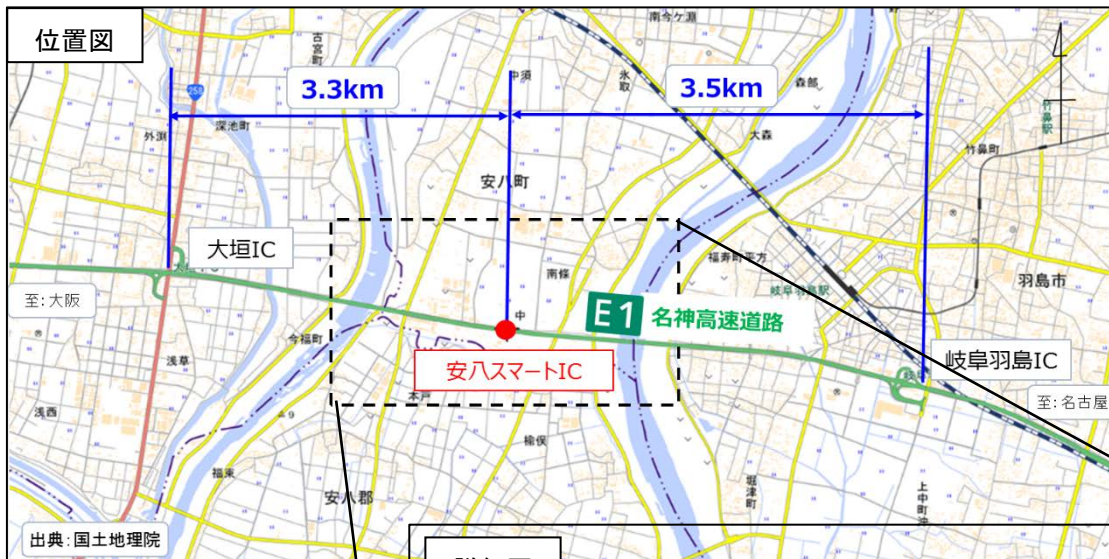 位置図
南今ケ淵
古宮町
3.3km
中須
氷取
3.5km
森部
竹鼻駅
258
外渕
深池町
大森
竹鼻町
安八町
大垣IC
南條
福寿町平方
岐阜羽島駅
羽島市
至:大阪
E1 名神高速道路
中
今福町
安八スマートIC
岐阜羽島IC
浅草
本戸
至:名古屋
浅西
9
楡俣
福束
安八郡
堀津町
上中町沖
出典:国土地理院